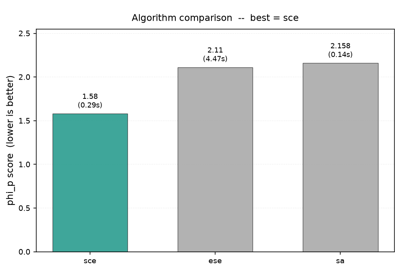 Algorithm comparison -- best = sce
phi_p score (lower is better)
2.5
2.0
1.5
1.0
0.5
0.0
1.58
(0.29s)
2.11
(4.47s)
2.158
(0.14s)
sce
ese
sa